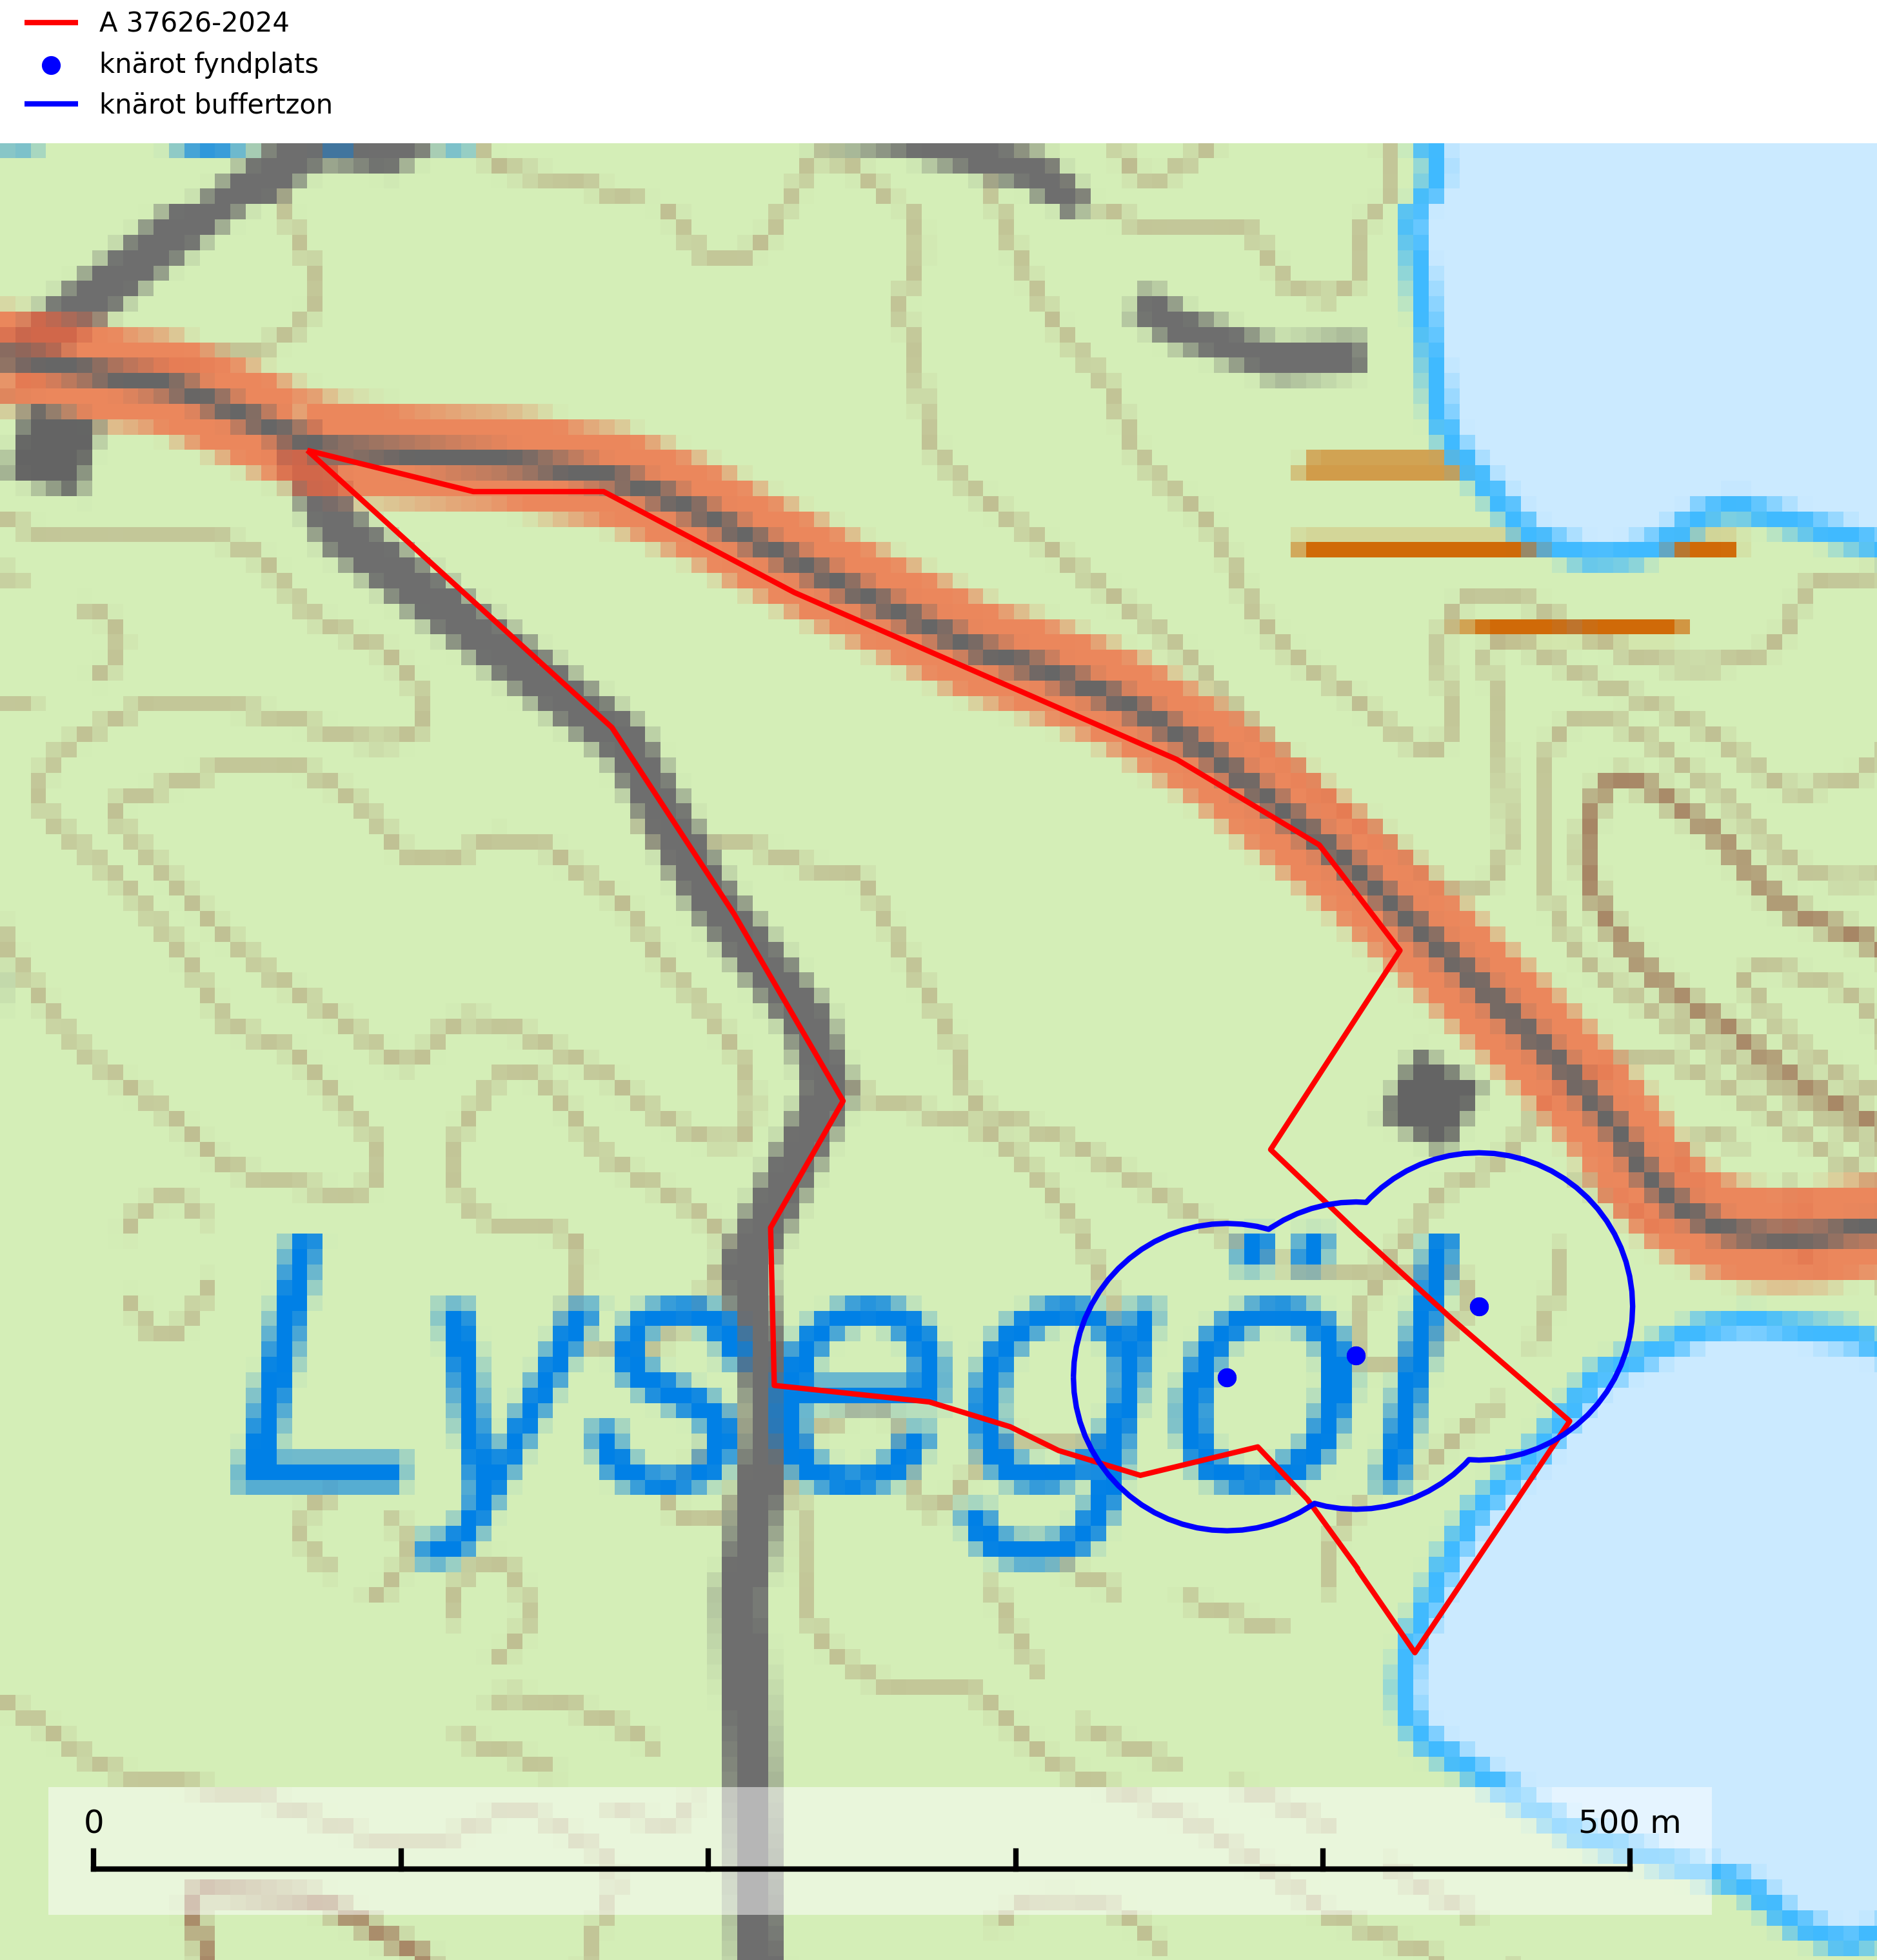 A 37626-2024
knärot fyndplats
knärot buffertzon
Lysegöl
0 500 m